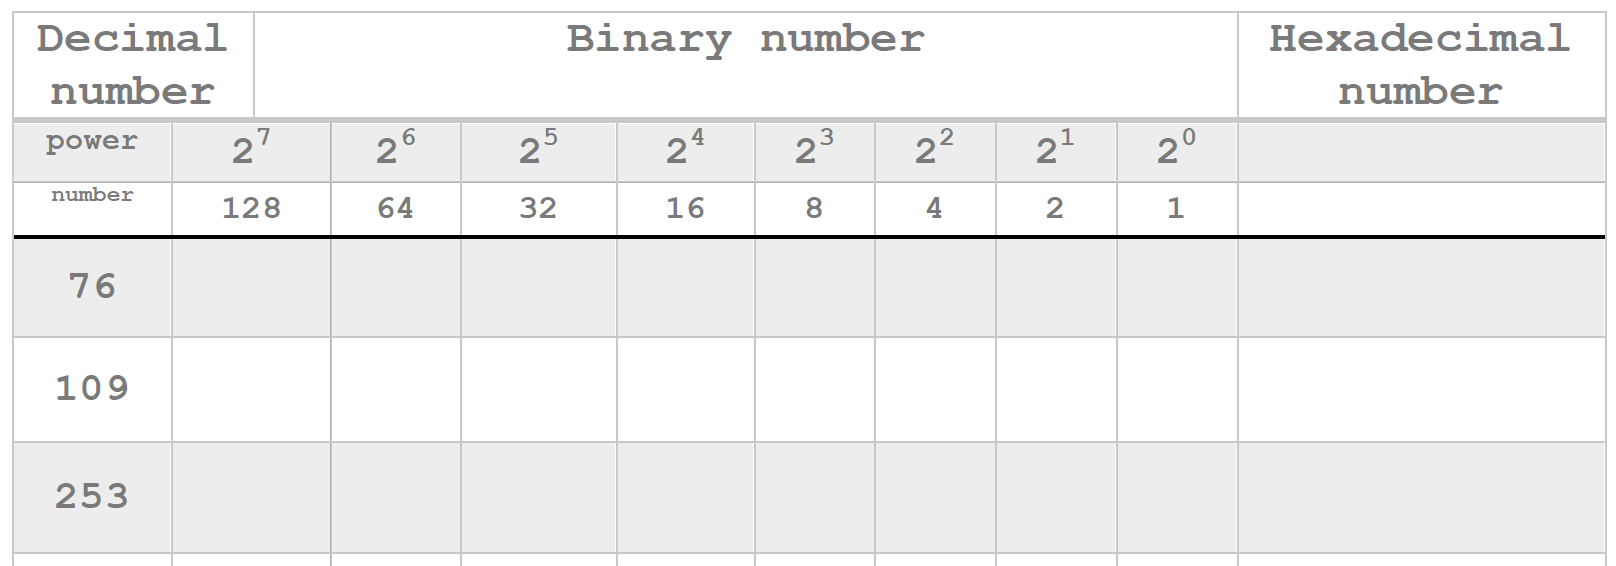 Decimal number Binary number Hexadecimal number
power 2^7 2^6 2^5 2^4 2^3 2^2 2^1 2^0
number 128 64 32 16 8 4 2 1
76
109
253